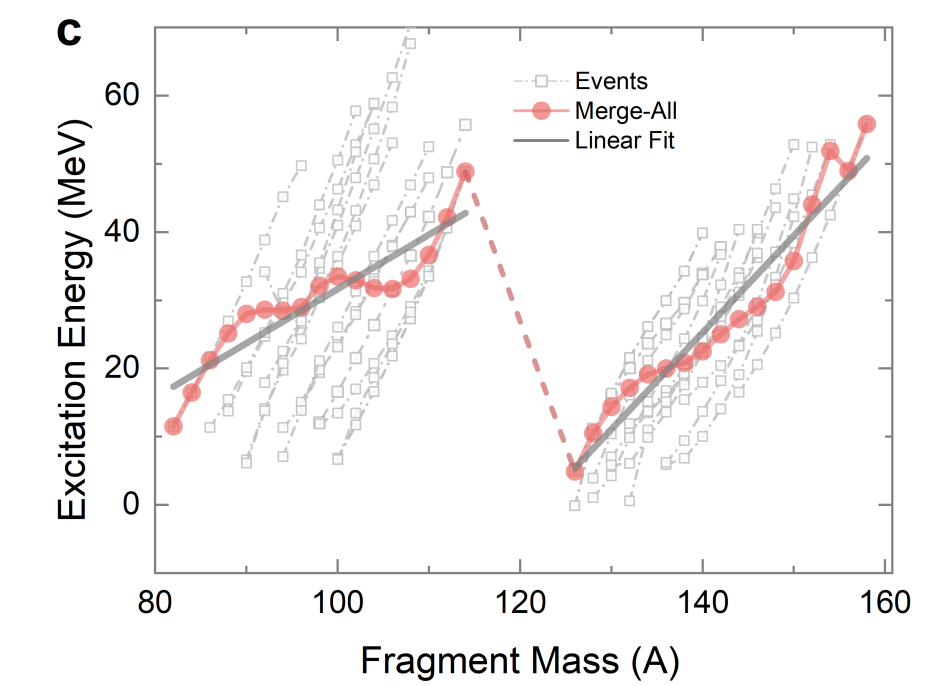 c
Events
Merge-All
Linear Fit
60
40
20
0
80 100 120 140 160
Excitation Energy (MeV)
Fragment Mass (A)